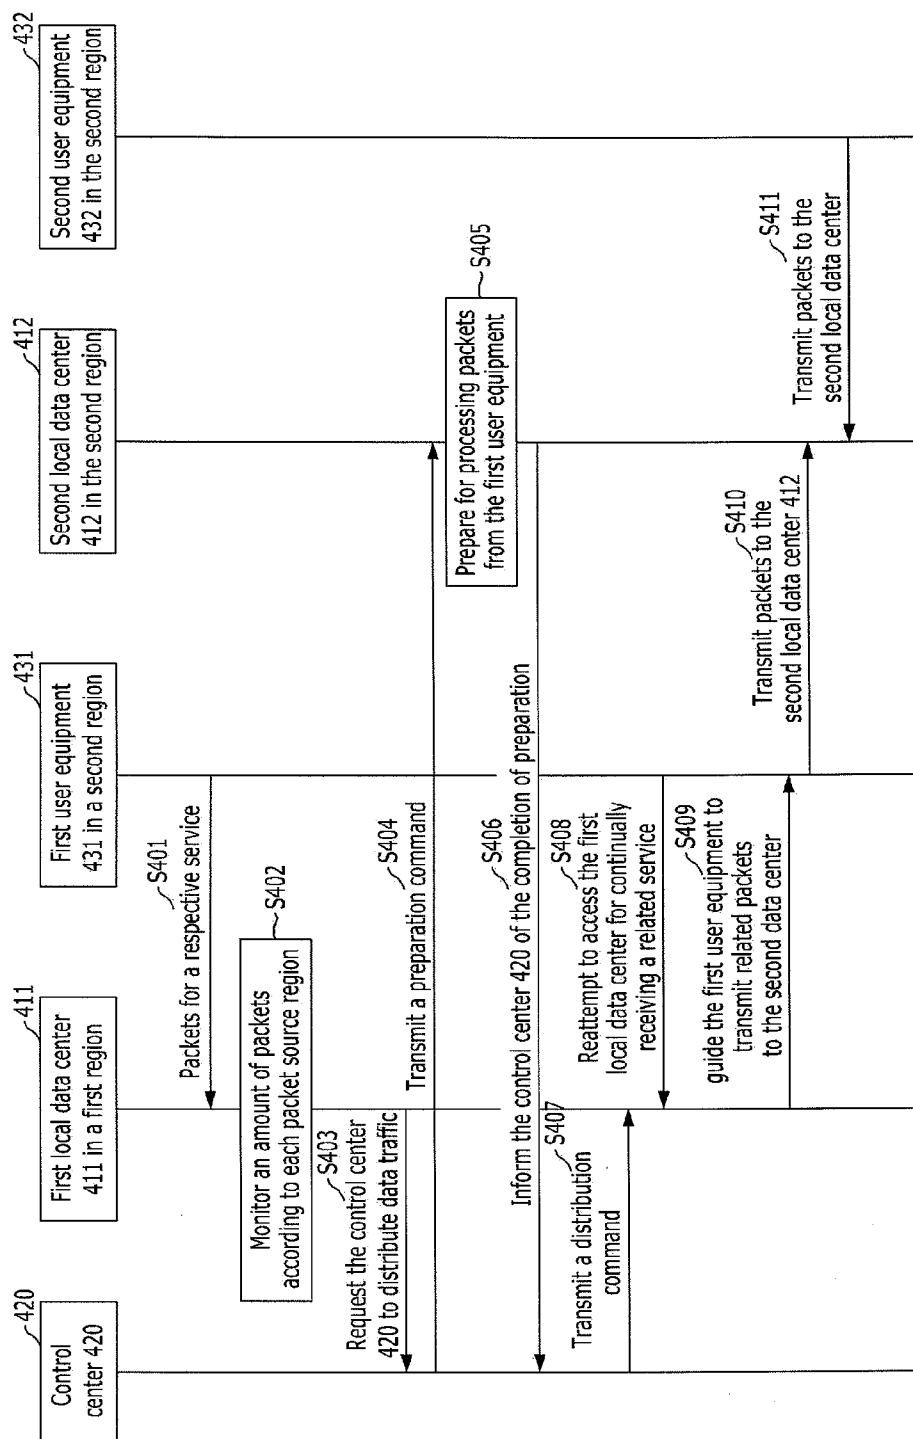 420
Control
center 420
411
First local data center
411 in a first region
431
First user equipment
431 in a second region
412
Second local data center
412 in the second region
432
Second user equipment
432 in the second region
S401
Packets for a respective service
S402
Monitor an amount of packets
according to each packet source region
S403
Request the control center
420 to distribute data traffic
S404
Transmit a preparation command
S405
Prepare for processing packets
from the first user equipment
S406
Inform the control center 420 of the completion of preparation
S407
Transmit a distribution
command
S408
Reattempt to access the first
local data center for continually
receiving a related service
S409
guide the first user equipment to
transmit related packets
to the second data center
S410
Transmit packets to the
second local data center 412
S411
Transmit packets to the
second local data center